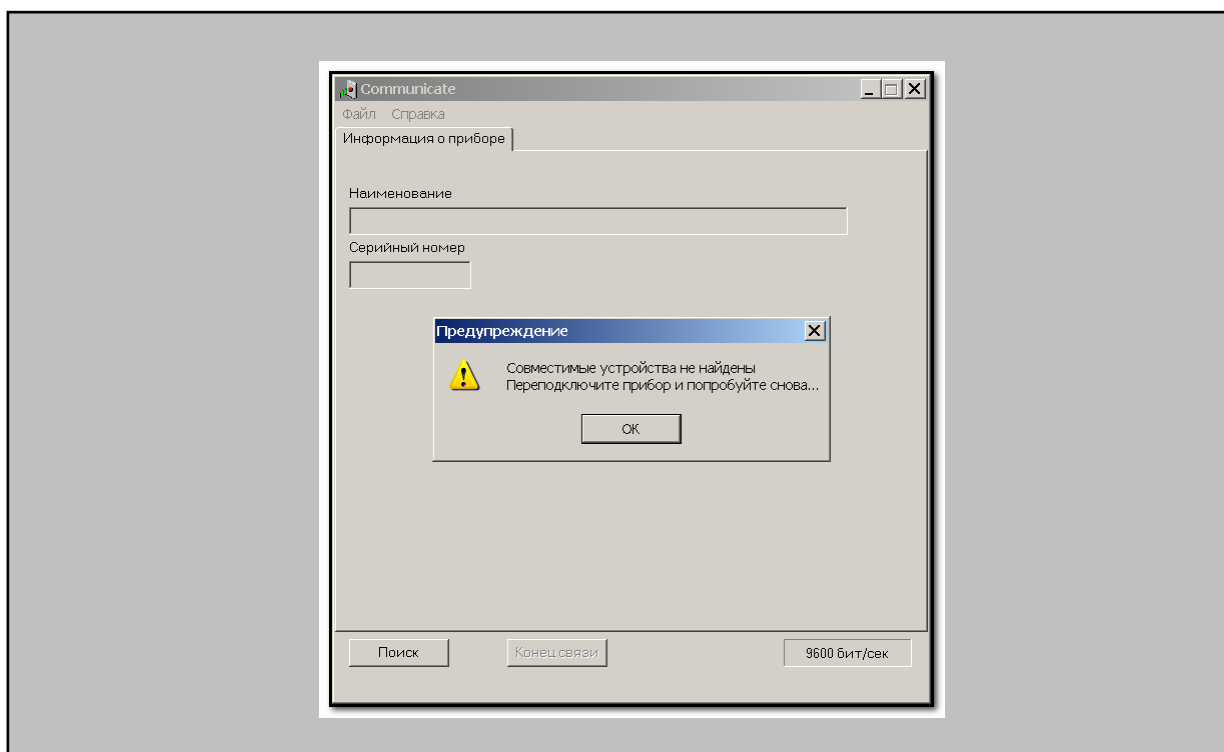 Communicate
Файл Справка
Информация о приборе
Наименование
Серийный номер
Предупреждение
Совместимые устройства не найдены
Переподключите прибор и попробуйте снова...
ОК
Поиск
Конец связи
9600 бит/сек